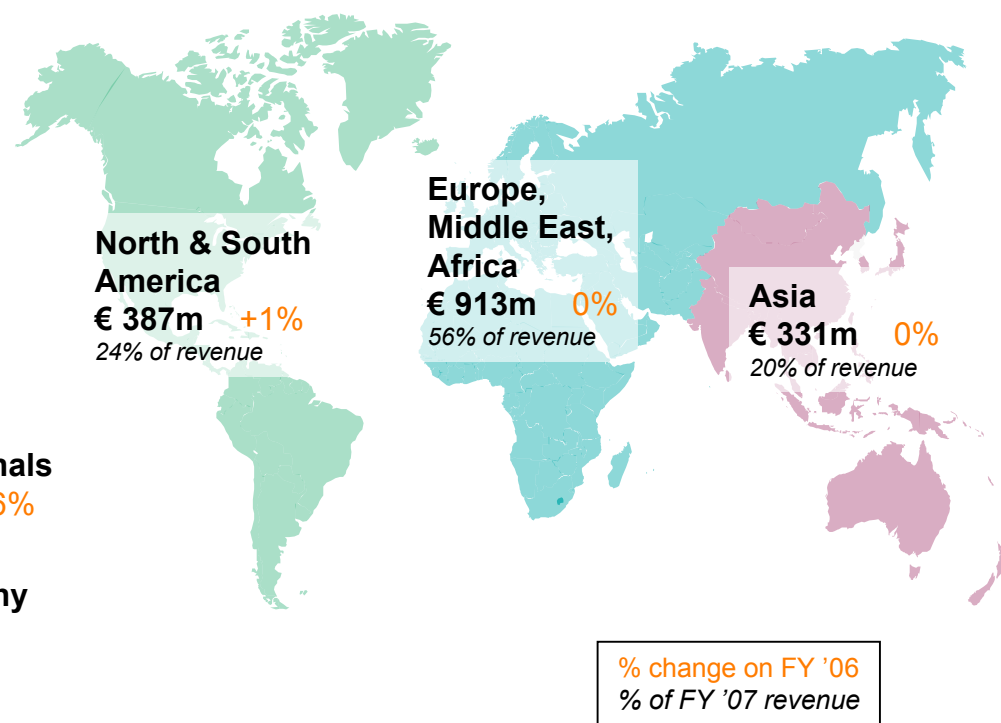 North & South
America
€ 387m +1%
24% of revenue
Europe,
Middle East,
Africa
€ 913m 0%
56% of revenue
Asia
€ 331m 0%
20% of revenue
% change on FY ’06
% of FY ’07 revenue